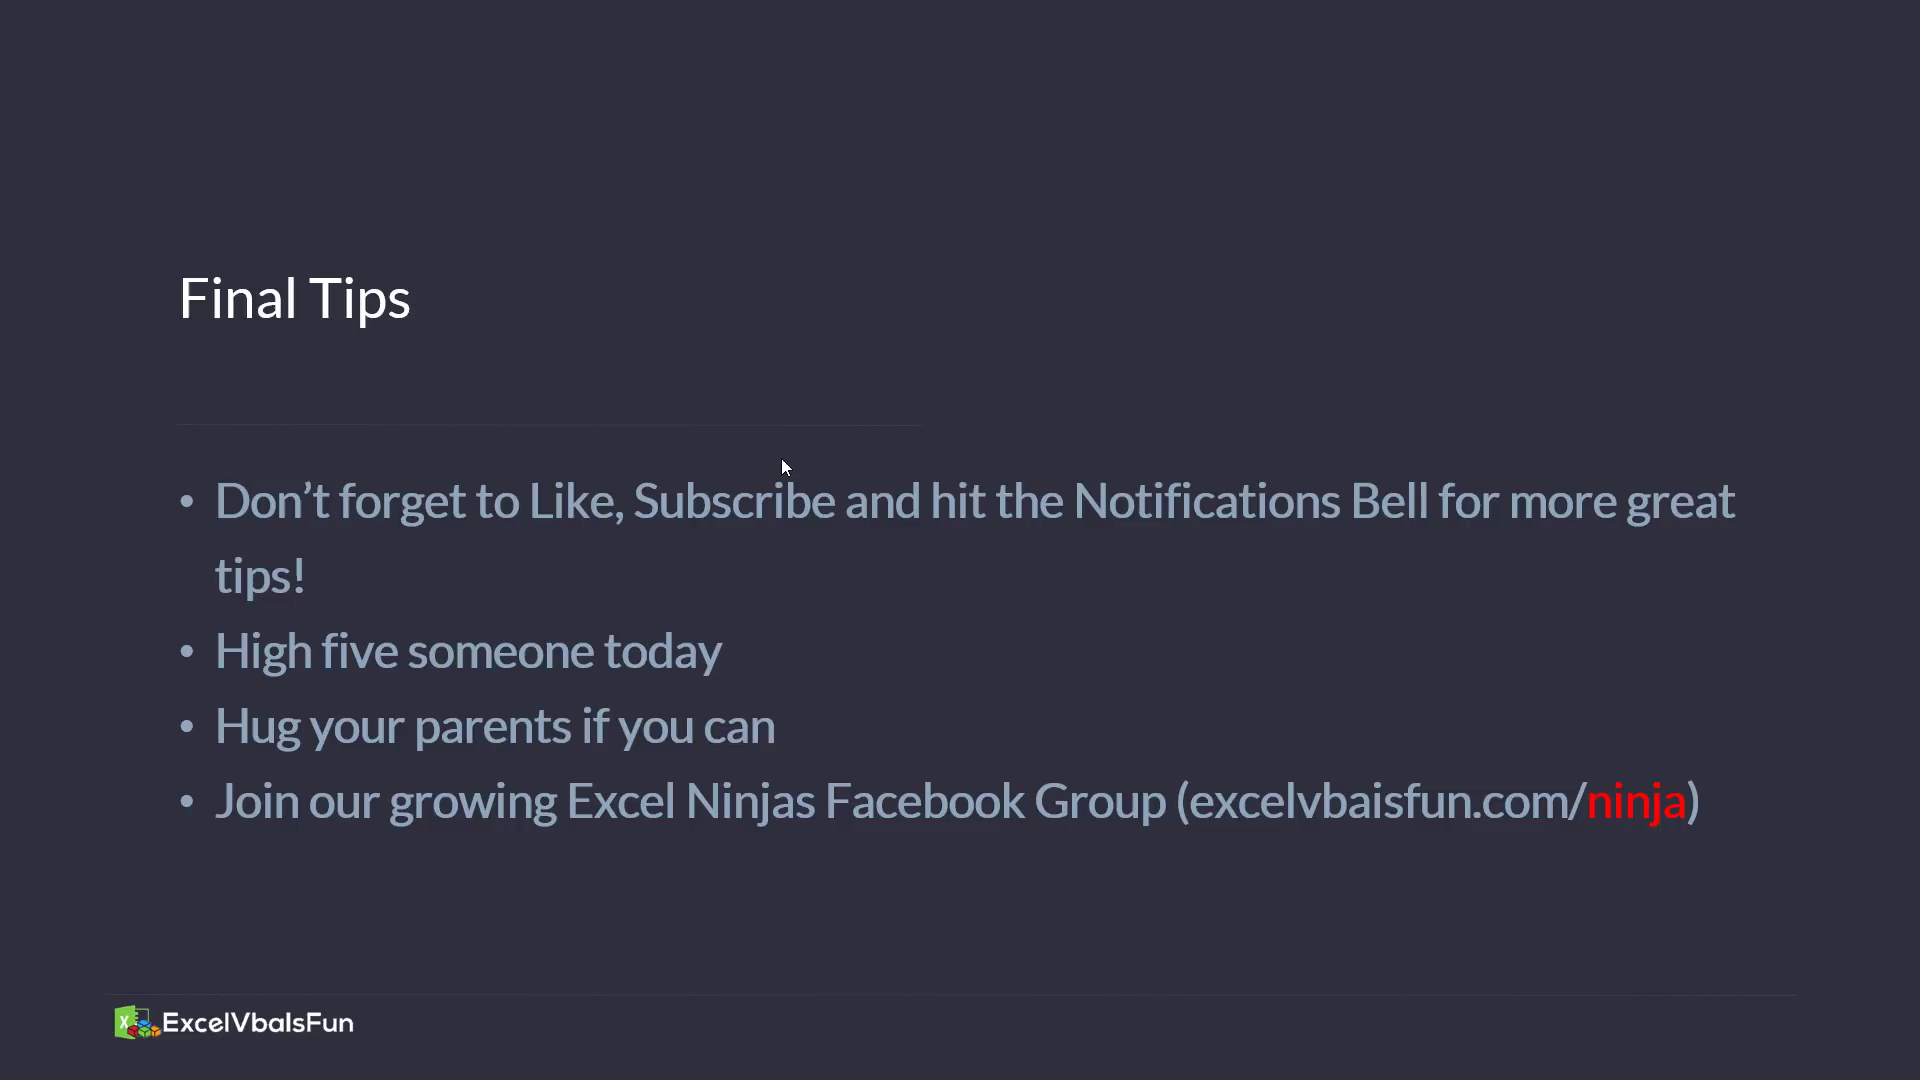 Final Tips
• Don’t forget to Like, Subscribe and hit the Notifications Bell for more great
tips!
• High five someone today
• Hug your parents if you can
• Join our growing Excel Ninjas Facebook Group (excelvbaisfun.com/ninja)
X ExcelVbaIsFun